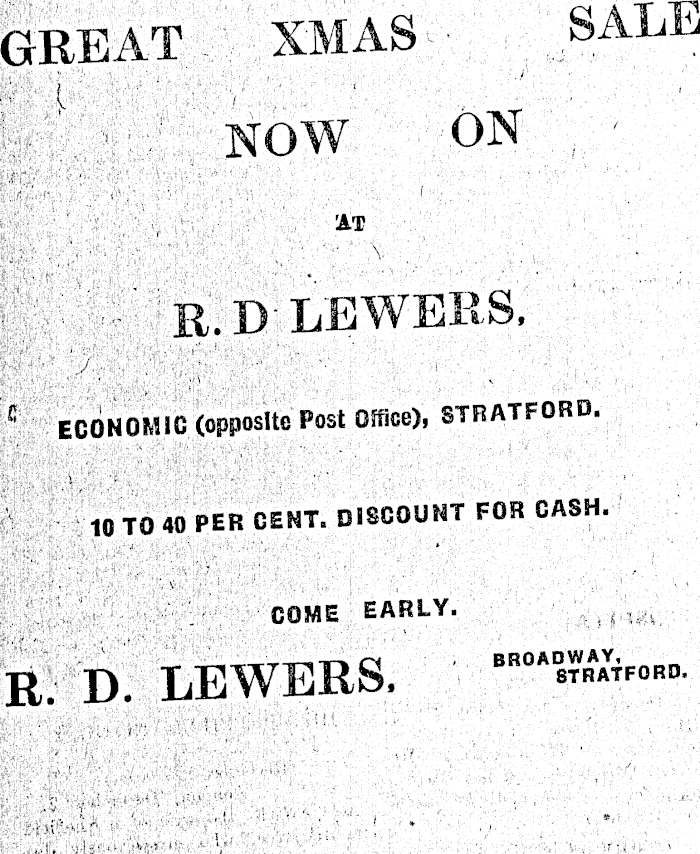 GREAT XMAS SALE
NOW ON
AT
R. D. LEWERS,
ECONOMIC (opposite Post Office), STRATFORD.
10 TO 40 PER CENT. DISCOUNT FOR CASH.
COME EARLY.
R. D. LEWERS,
BROADWAY,
STRATFORD.